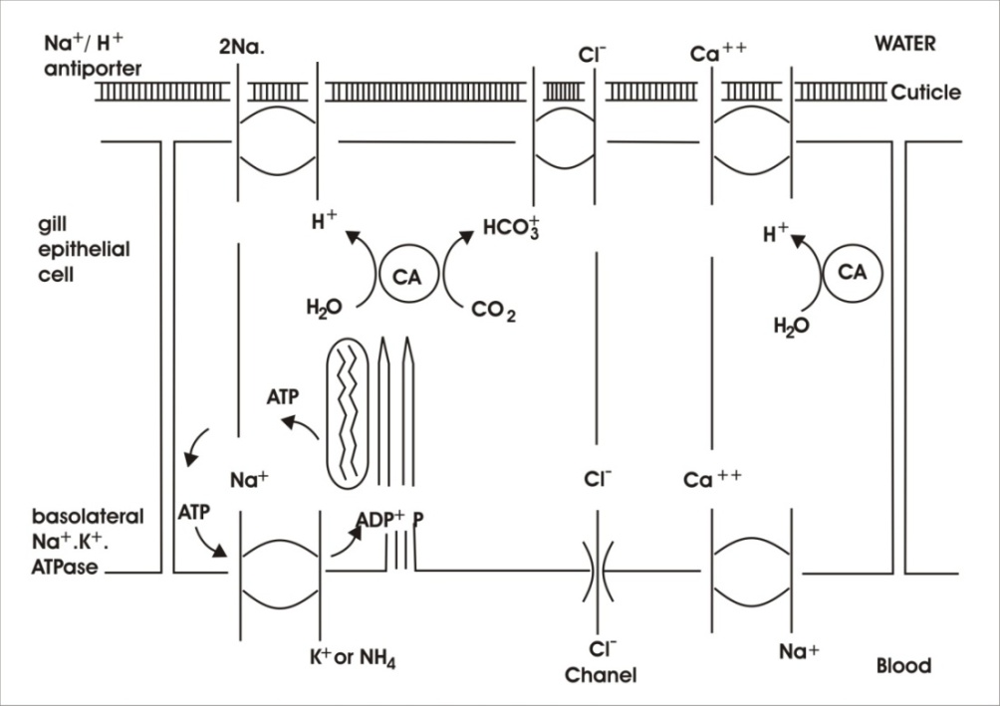 Na⁺/ H⁺
antiporter
2Na.
Cl⁻
Ca⁺⁺
WATER
Cuticle
gill
epithelial
cell
H⁺
CA
HCO₃⁺
H₂O
CO₂
H⁺
CA
H₂O
ATP
Na⁺
Cl⁻
Ca⁺⁺
basolateral
Na⁺.K⁺.
ATPase
ATP
ADP⁺ P
K⁺ or NH₄
Cl⁻
Chanel
Na⁺
Blood